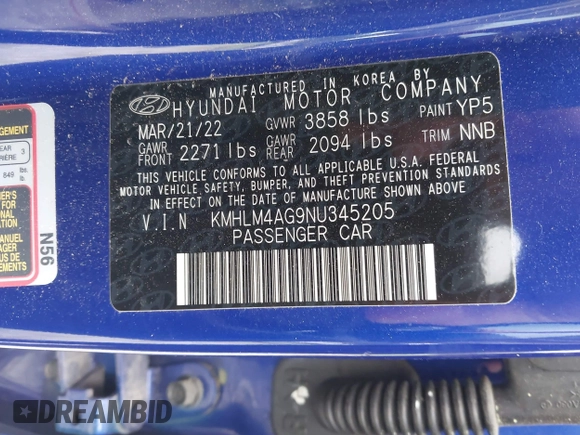 MANUFACTURED IN KOREA BY
HYUNDAI MOTOR COMPANY
MAR/21/22 GVWR 3858 lbs PAINT YP5
GAWR FRONT 2271 lbs GAWR REAR 2094 lbs TRIM NNB
THIS VEHICLE CONFORMS TO ALL APPLICABLE U.S.A. FEDERAL
MOTOR VEHICLE SAFETY, BUMPER, AND THEFT PREVENTION STANDARDS
IN EFFECT ON THE DATE OF MANUFACTURE SHOWN ABOVE.
V.I.N KMHLM4AG9NU345205
PASSENGER CAR
N56
DREAMBID